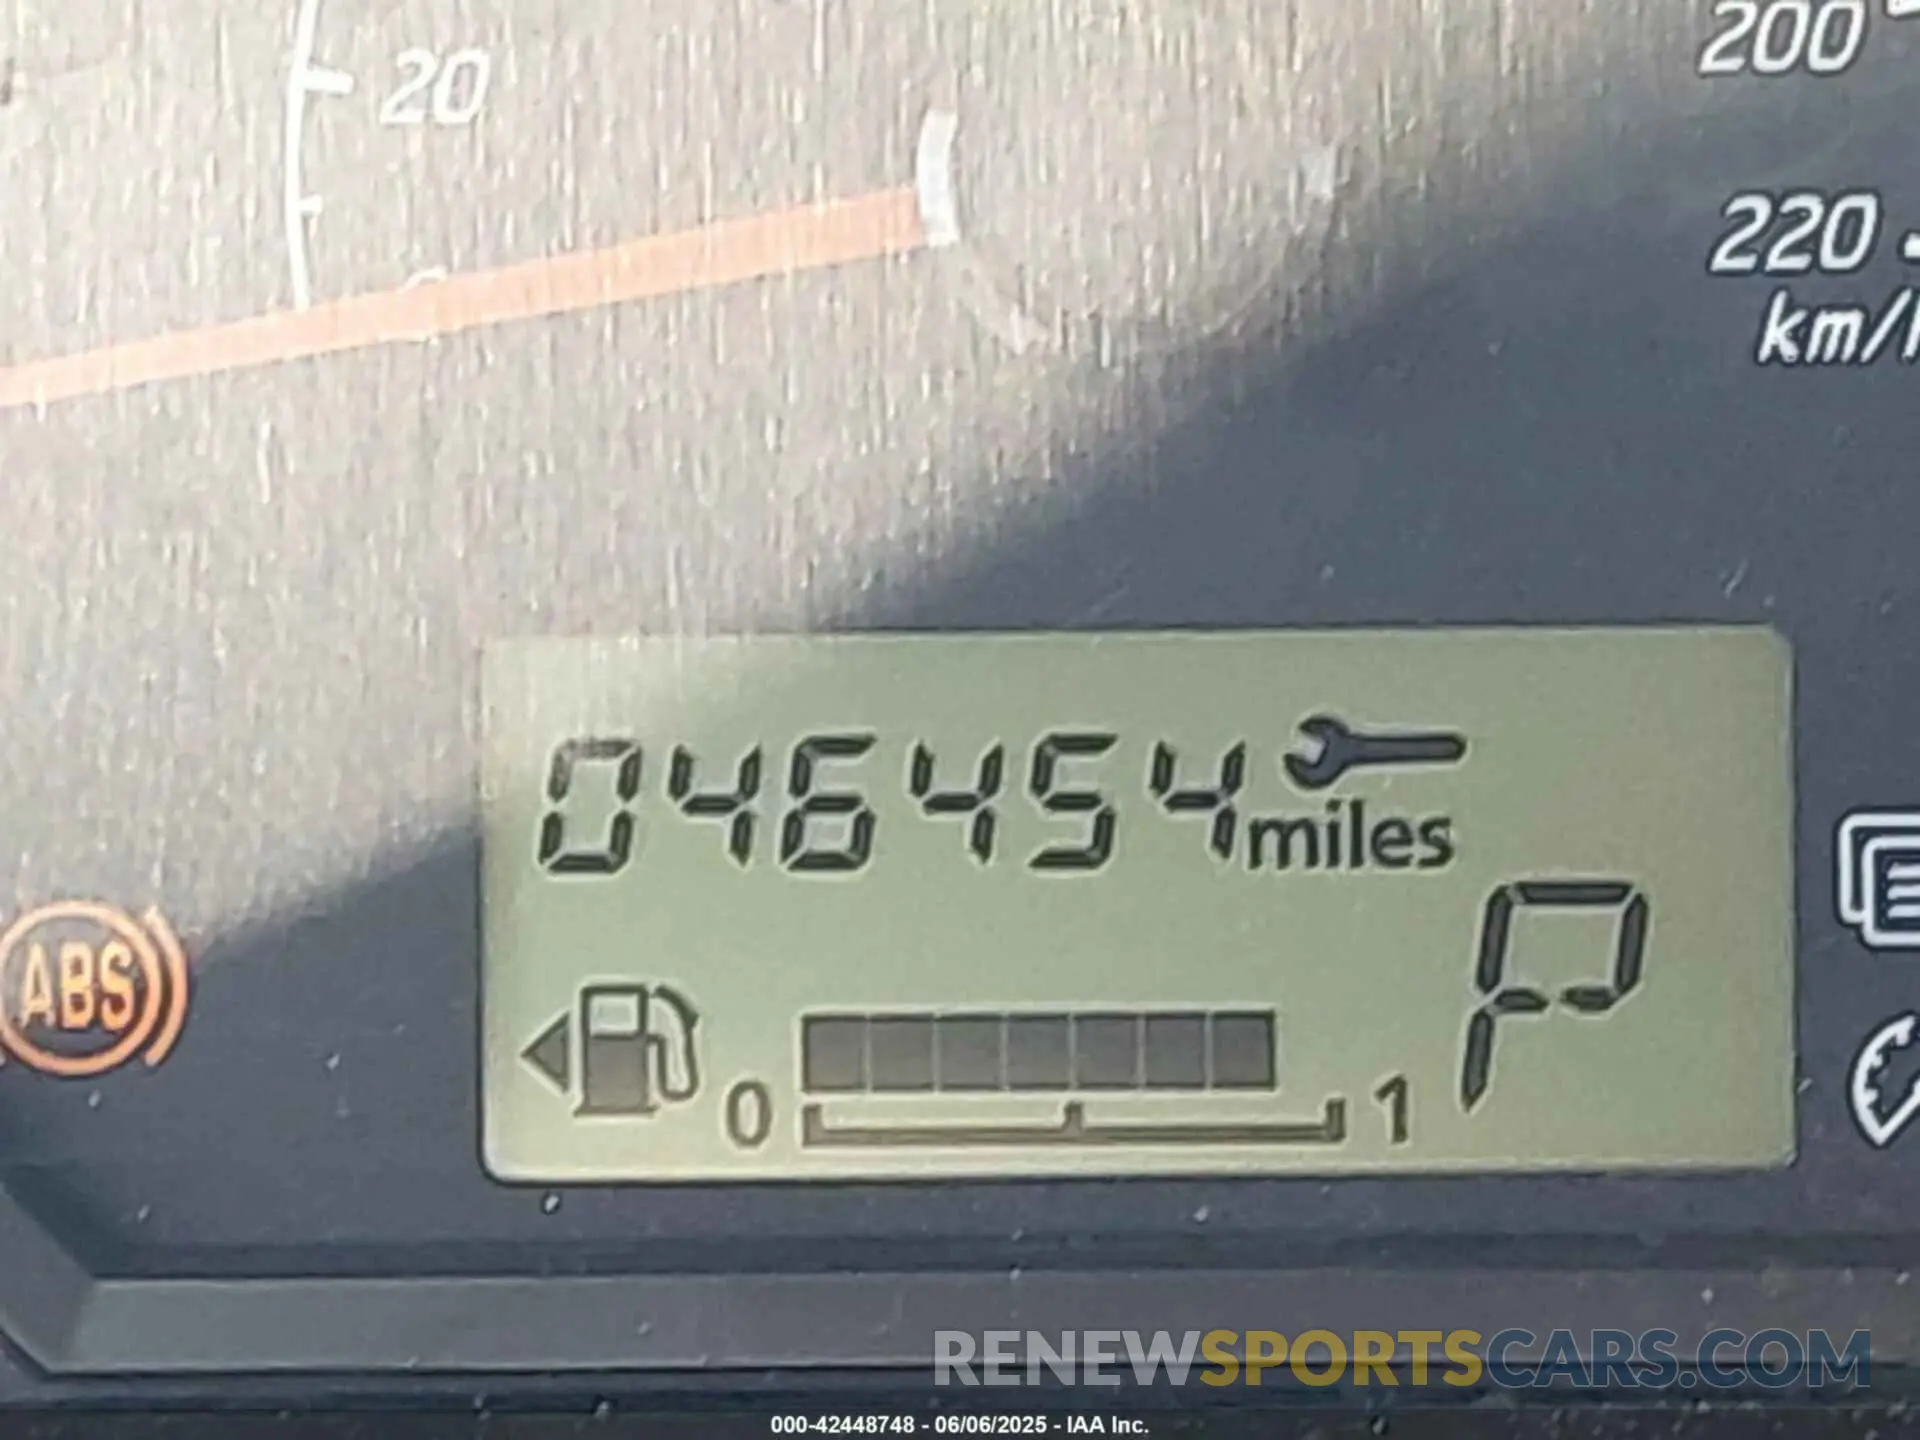 20
200
220
km/
046454 miles
ABS
P
0 1
RENEWSPORTSCARS.COM
000-42448748 - 06/06/2025 - IAA Inc.